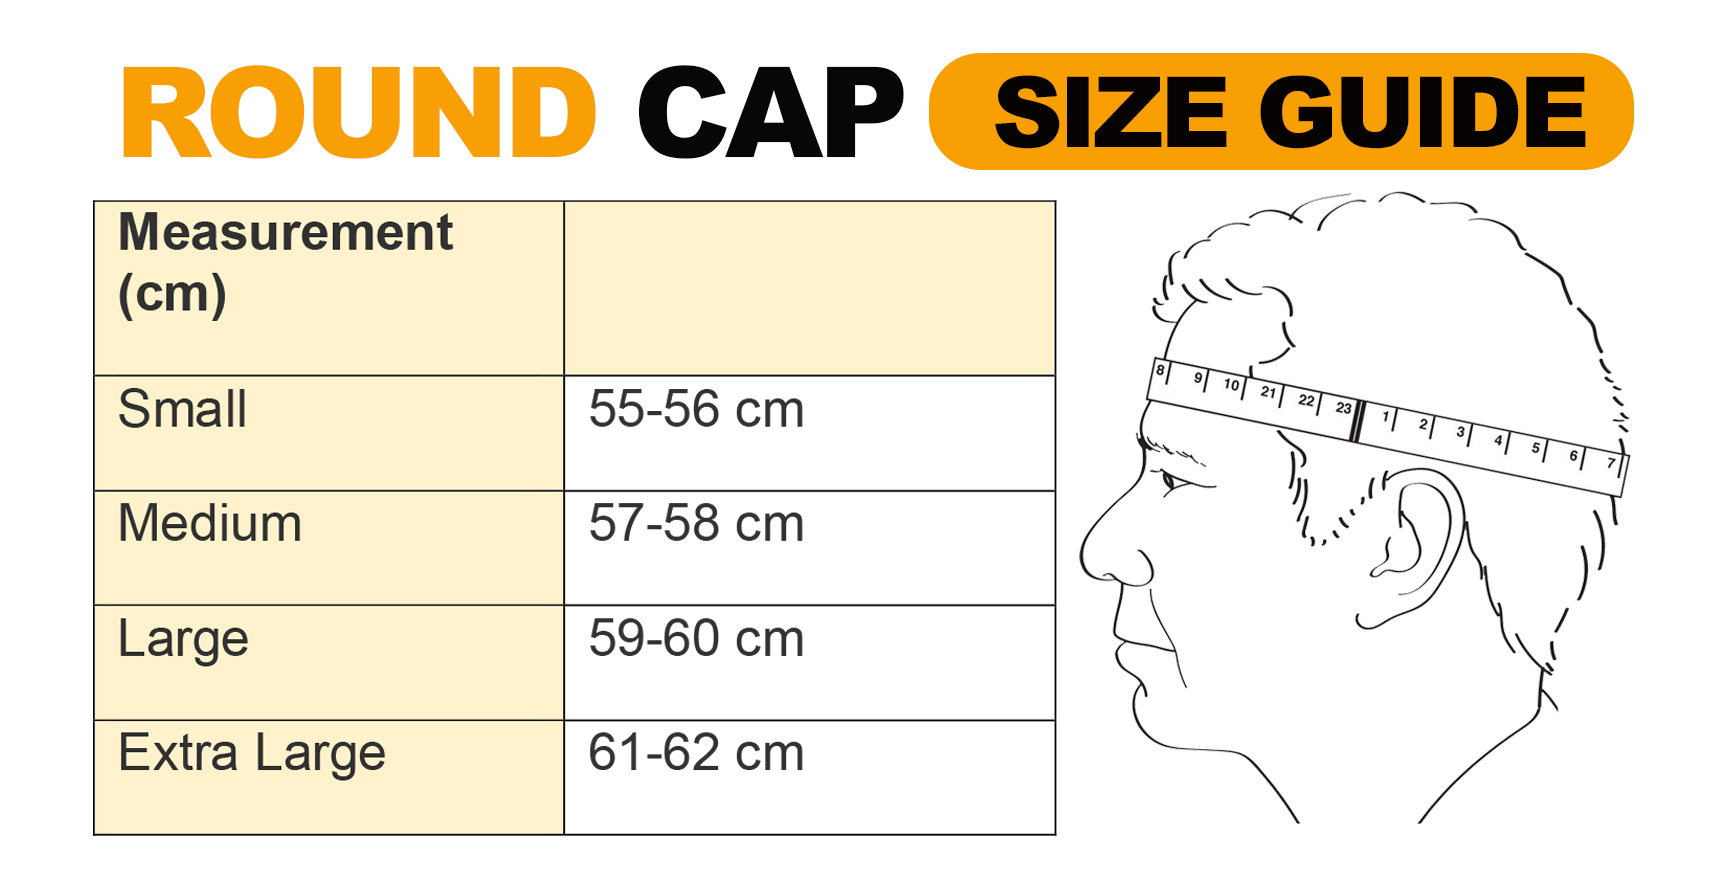 ROUND CAP SIZE GUIDE
Measurement
(cm)
Small 55-56 cm
Medium 57-58 cm
Large 59-60 cm
Extra Large 61-62 cm
8 9 10 21 22 23 1 2 3 4 5 6 7